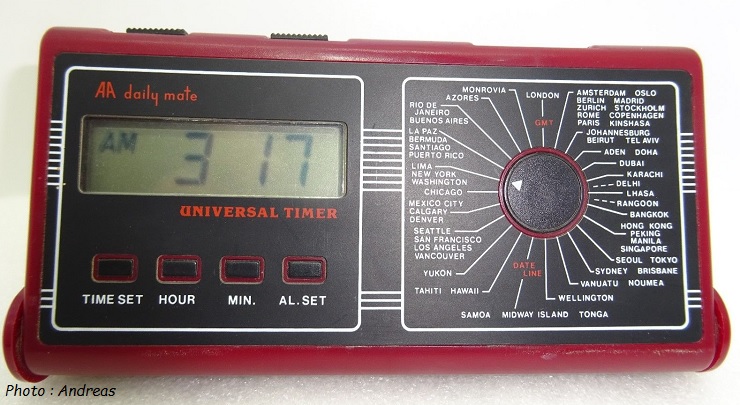 AA daily mate
AM 3 17
UNIVERSAL TIMER
TIME SET HOUR MIN. AL.SET
MONROVIA
AZORES
RIO DE
JANEIRO
BUENOS AIRES
LA PAZ
BERMUDA
SANTIAGO
PUERTO RICO
LIMA
NEW YORK
WASHINGTON
CHICAGO
MEXICO CITY
CALGARY
DENVER
SEATTLE
SAN FRANCISCO
LOS ANGELES
VANCOUVER
YUKON
TAHITI HAWAII
SAMOA MIDWAY ISLAND TONGA
DATE
LINE
LONDON
GMT
AMSTERDAM OSLO
BERLIN MADRID
ZURICH STOCKHOLM
ROME COPENHAGEN
PARIS KINSHASA
JOHANNESBURG
BEIRUT TEL AVIV
ADEN DOHA
DUBAI
KARACHI
DELHI
LHASA
RANGOON
BANGKOK
HONG KONG
PEKING
MANILA
SINGAPORE
SEOUL TOKYO
SYDNEY BRISBANE
VANUATU NOUMEA
WELLINGTON
Photo : Andreas